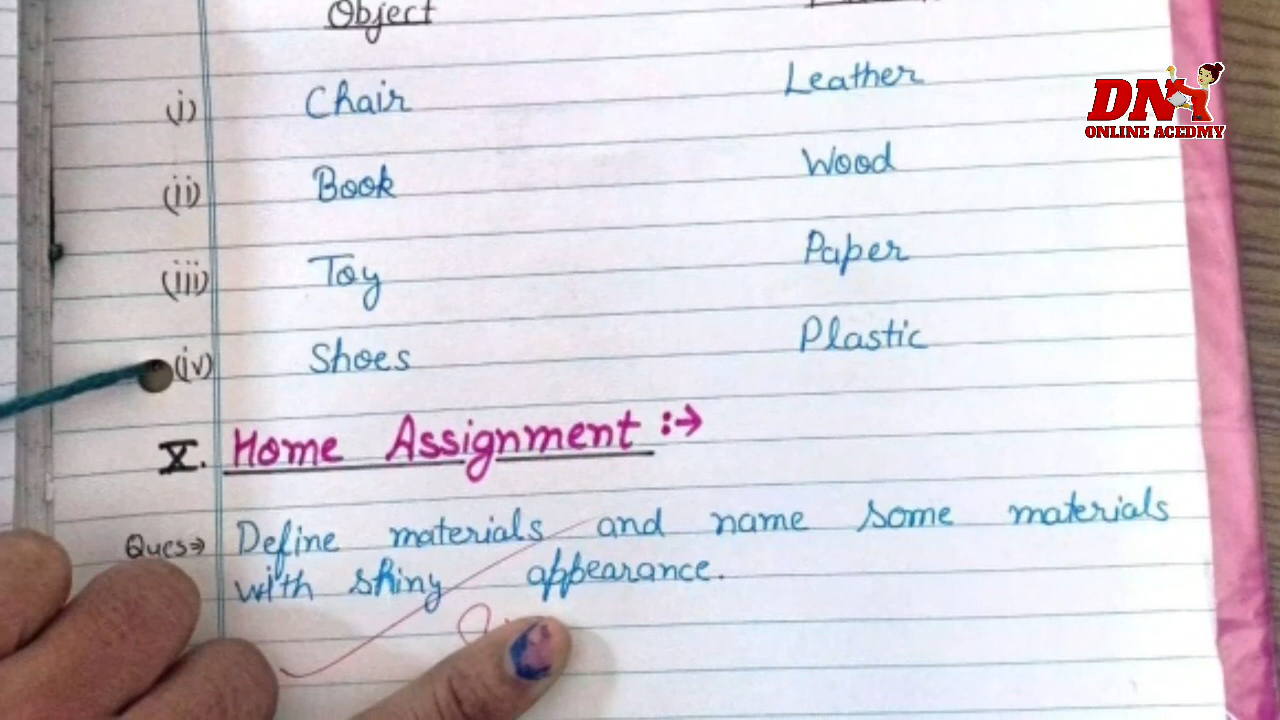 Object
(i) Chair Leather
(ii) Book Wood
(iii) Toy Paper
(iv) Shoes Plastic
X. Home Assignment :→
Ques⇒ Define materials and name some materials
with shiny appearance.
DN
ONLINE ACEDMY